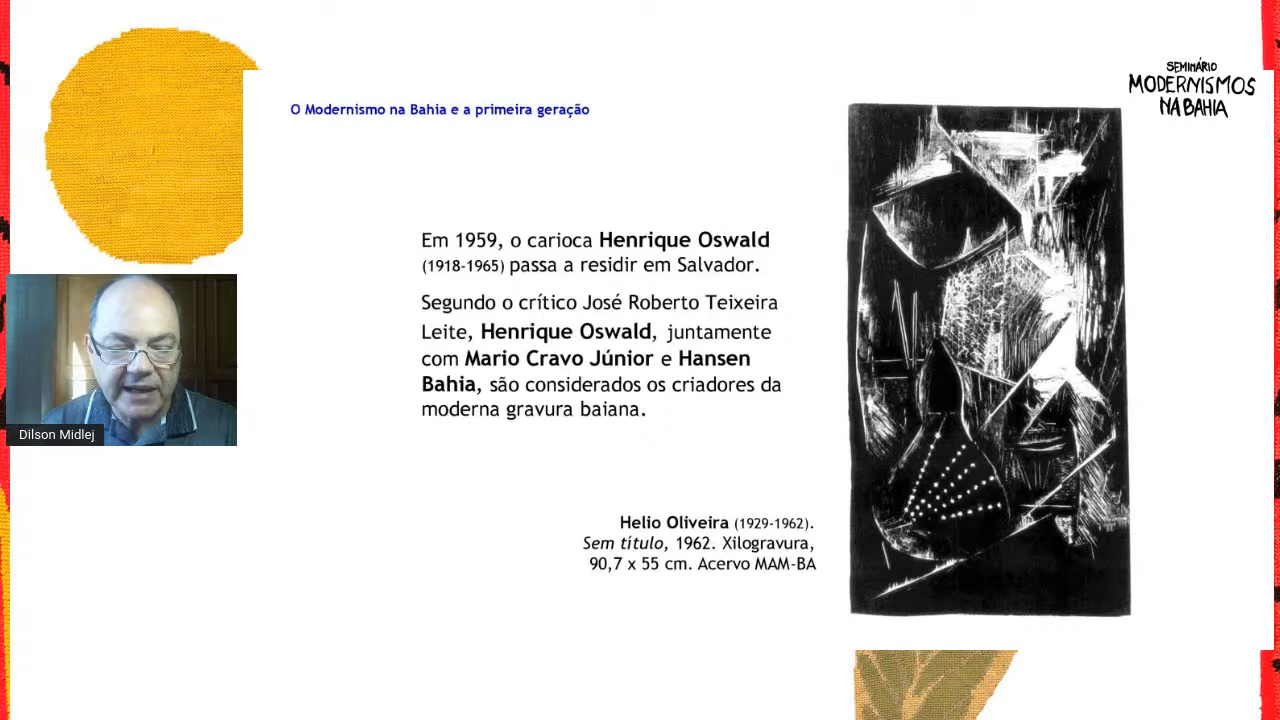 SEMINÁRIO
MODERNISMOS
NA BAHIA
O Modernismo na Bahia e a primeira geração
Em 1959, o carioca Henrique Oswald
(1918-1965) passa a residir em Salvador.
Segundo o crítico José Roberto Teixeira
Leite, Henrique Oswald, juntamente
com Mario Cravo Júnior e Hansen
Bahia, são considerados os criadores da
moderna gravura baiana.
Dilson Midlej
Helio Oliveira (1929-1962).
Sem título, 1962. Xilogravura,
90,7 x 55 cm. Acervo MAM-BA